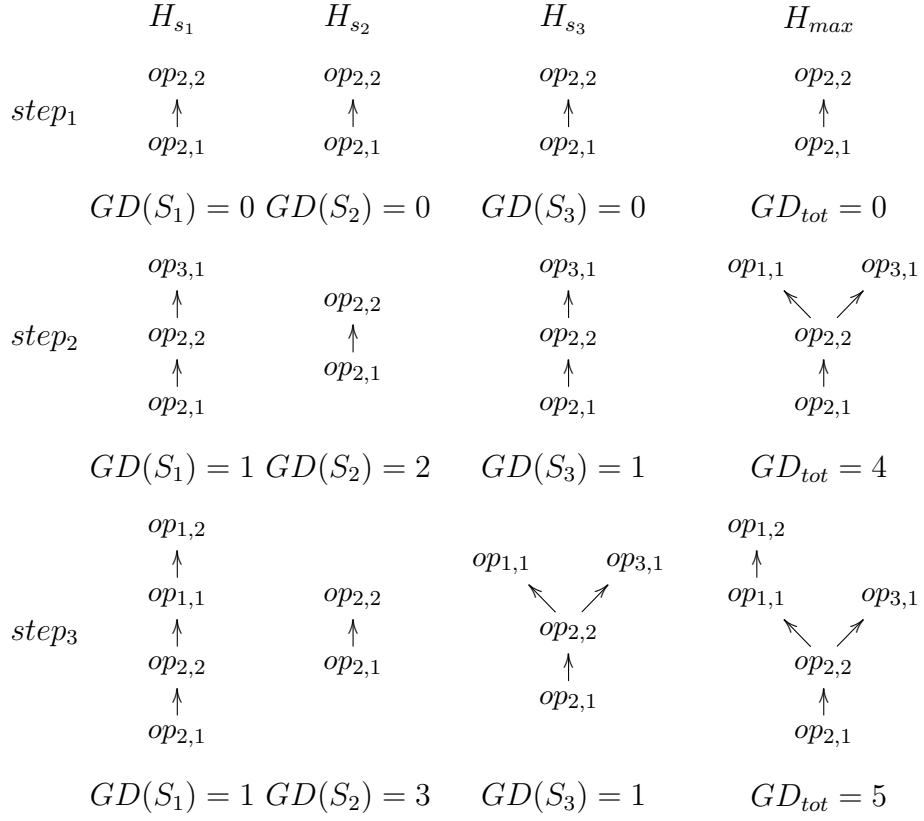 H_{s_1} H_{s_2} H_{s_3} H_{max}
op_{2,2} op_{2,2} op_{2,2} op_{2,2}
step_1
op_{2,1} op_{2,1} op_{2,1} op_{2,1}
GD(S_1) = 0 GD(S_2) = 0 GD(S_3) = 0 GD_{tot} = 0
op_{3,1} op_{3,1} op_{1,1} op_{3,1}
op_{2,2}
step_2 op_{2,2} op_{2,2} op_{2,2}
op_{2,1}
op_{2,1} op_{2,1} op_{2,1}
GD(S_1) = 1 GD(S_2) = 2 GD(S_3) = 1 GD_{tot} = 4
op_{1,2} op_{1,2}
op_{1,1} op_{3,1}
op_{1,1} op_{2,2} op_{1,1} op_{3,1}
step_3 op_{2,2}
op_{2,2} op_{2,1} op_{2,2}
op_{2,1}
op_{2,1} op_{2,1}
GD(S_1) = 1 GD(S_2) = 3 GD(S_3) = 1 GD_{tot} = 5